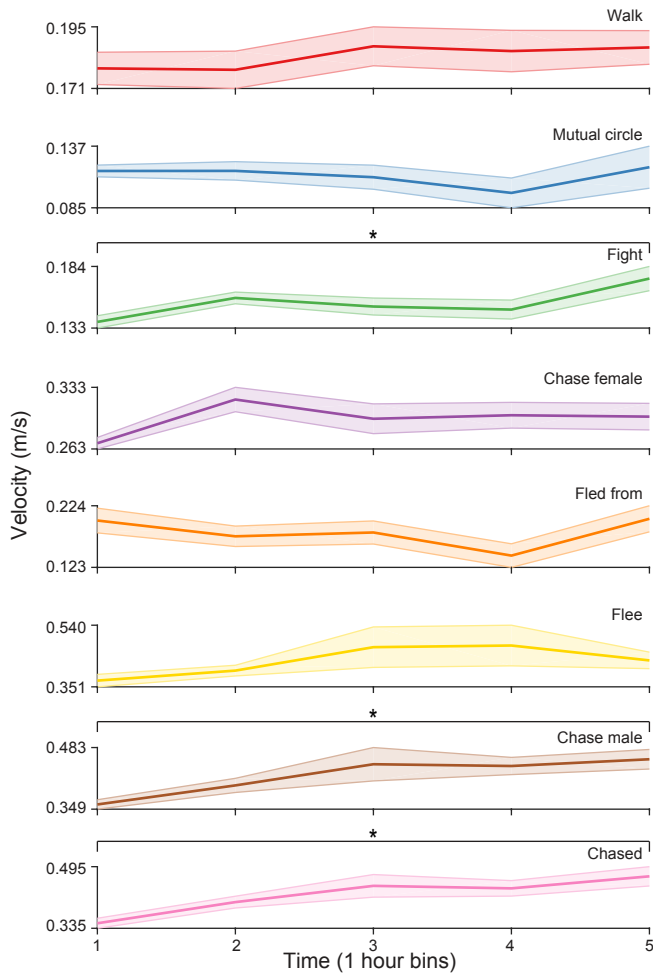 Walk
0.195
0.171
Mutual circle
0.137
0.085
*
Fight
0.184
0.133
Chase female
0.333
0.263
Velocity (m/s)
Fled from
0.224
0.123
Flee
0.540
0.351
*
Chase male
0.483
0.349
*
Chased
0.495
0.335
1 2 3 4 5
Time (1 hour bins)